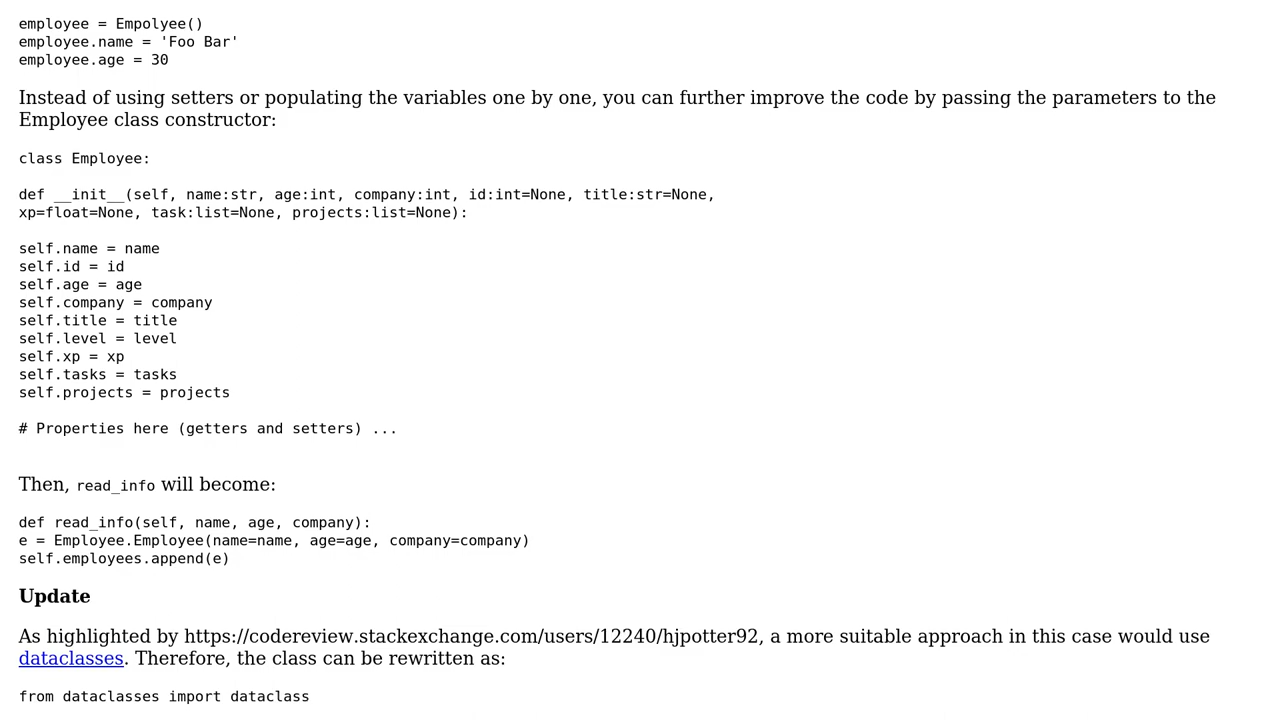 employee = Empolyee()
employee.name = 'Foo Bar'
employee.age = 30
Instead of using setters or populating the variables one by one, you can further improve the code by passing the parameters to the
Employee class constructor:
class Employee:
def __init__(self, name:str, age:int, company:int, id:int=None, title:str=None,
xp=float=None, task:list=None, projects:list=None):
self.name = name
self.id = id
self.age = age
self.company = company
self.title = title
self.level = level
self.xp = xp
self.tasks = tasks
self.projects = projects
# Properties here (getters and setters) ...
Then, read_info will become:
def read_info(self, name, age, company):
e = Employee.Employee(name=name, age=age, company=company)
self.employees.append(e)
Update
As highlighted by https://codereview.stackexchange.com/users/12240/hjpotter92, a more suitable approach in this case would use
dataclasses. Therefore, the class can be rewritten as:
from dataclasses import dataclass